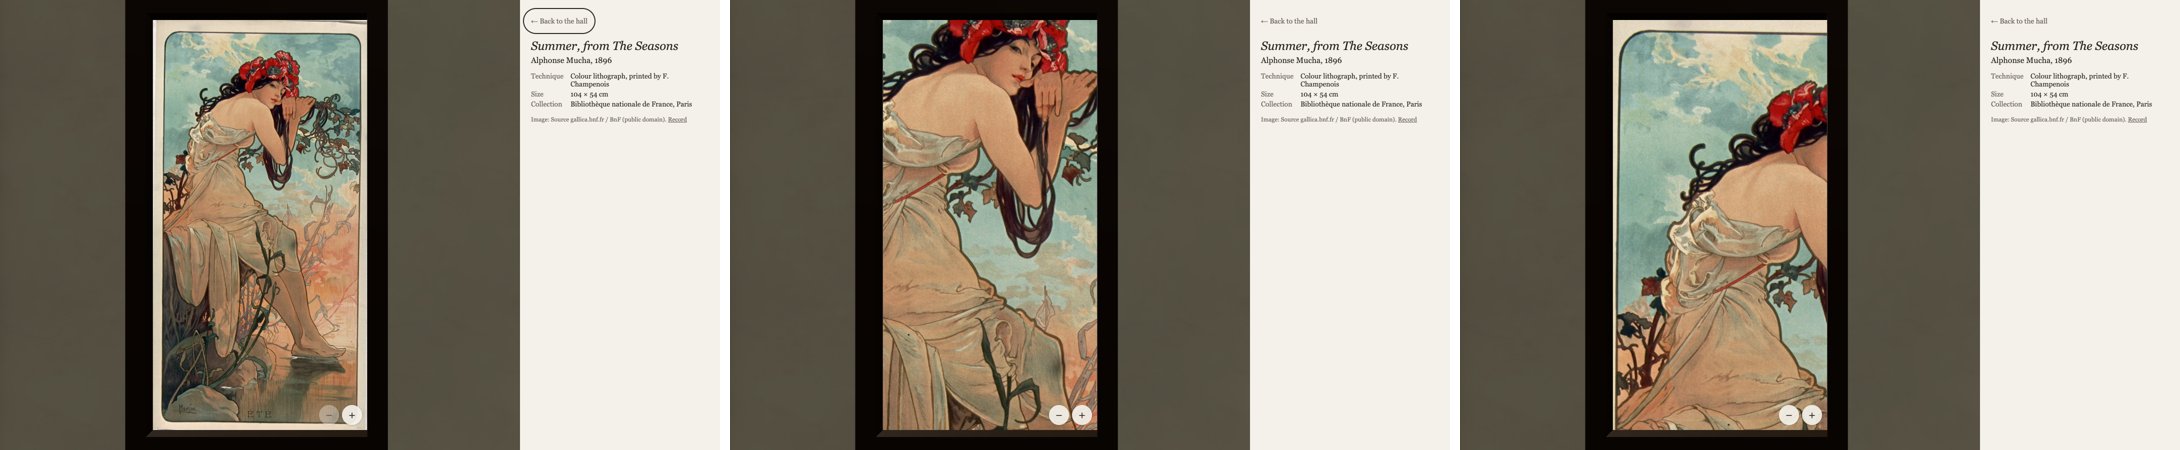 ← Back to the hall
Summer, from The Seasons
Alphonse Mucha, 1896
Technique Colour lithograph, printed by F. Champenois
Size 104 × 54 cm
Collection Bibliothèque nationale de France, Paris
Image: Source gallica.bnf.fr / BnF (public domain). Record
Mucha
ÉTÉ
− +
← Back to the hall
Summer, from The Seasons
Alphonse Mucha, 1896
Technique Colour lithograph, printed by F. Champenois
Size 104 × 54 cm
Collection Bibliothèque nationale de France, Paris
Image: Source gallica.bnf.fr / BnF (public domain). Record
− +
← Back to the hall
Summer, from The Seasons
Alphonse Mucha, 1896
Technique Colour lithograph, printed by F. Champenois
Size 104 × 54 cm
Collection Bibliothèque nationale de France, Paris
Image: Source gallica.bnf.fr / BnF (public domain). Record
− +